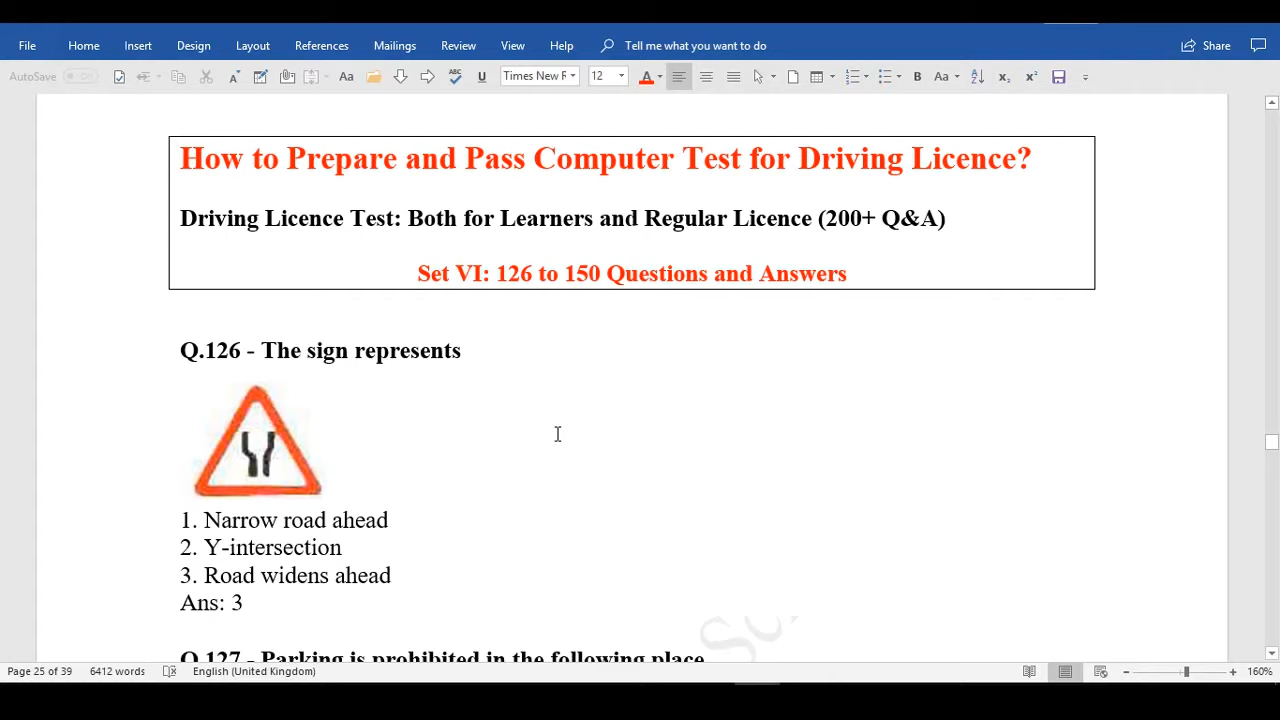 File Home Insert Design Layout References Mailings Review View Help Tell me what you want to do Share
AutoSave Off Aa ABC U Times New R 12 A B Aa
How to Prepare and Pass Computer Test for Driving Licence?
Driving Licence Test: Both for Learners and Regular Licence (200+ Q&A)
Set VI: 126 to 150 Questions and Answers
Q.126 - The sign represents
1. Narrow road ahead
2. Y-intersection
3. Road widens ahead
Ans: 3
Q.127 - Parking is prohibited in the following place
Page 25 of 39 6412 words English (United Kingdom) 160%